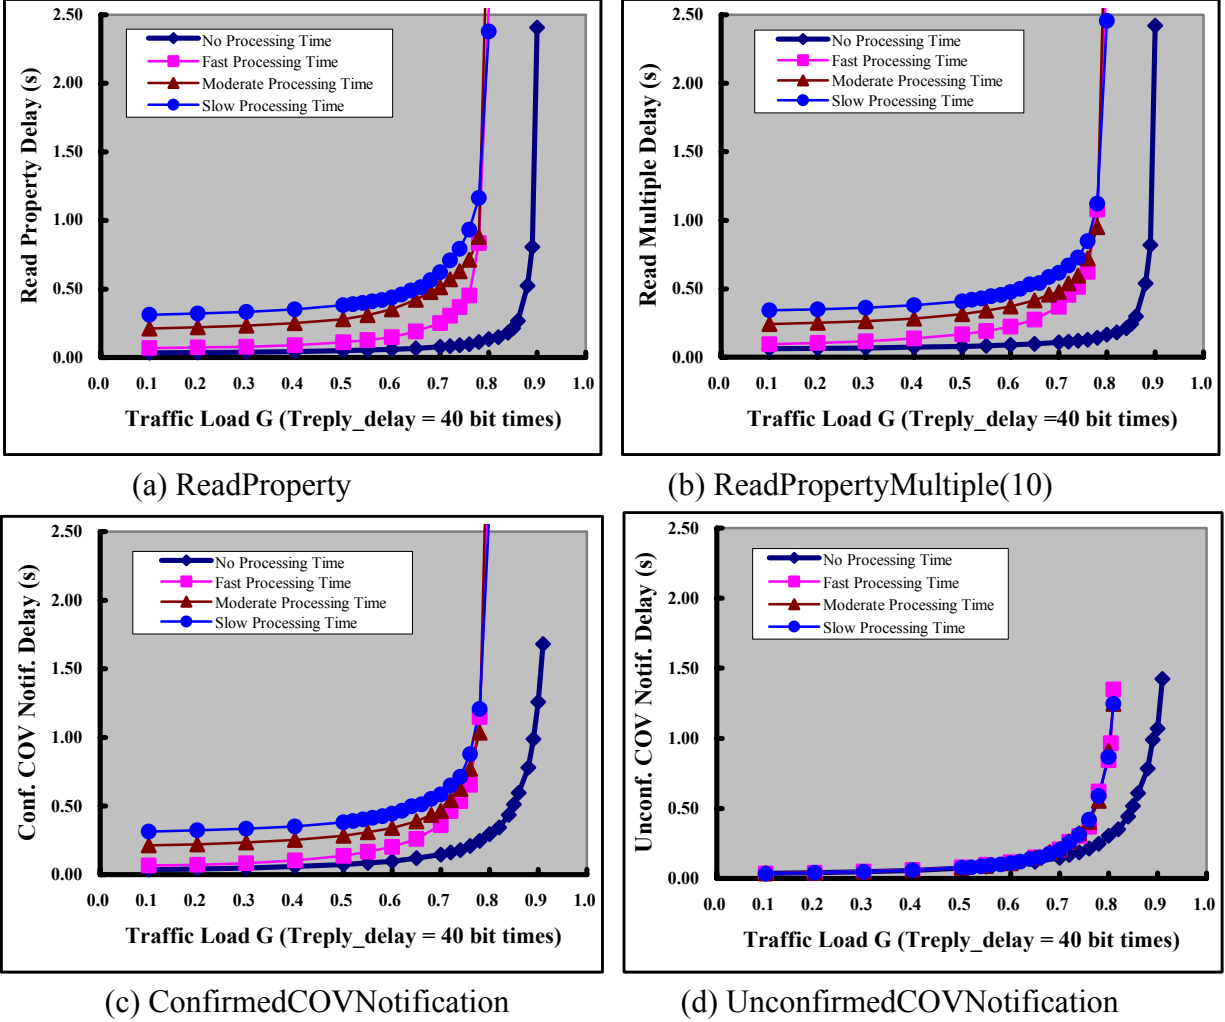 2.50
2.00
1.50
1.00
0.50
0.00
Read Property Delay (s)
No Processing Time
Fast Processing Time
Moderate Processing Time
Slow Processing Time
0.0 0.1 0.2 0.3 0.4 0.5 0.6 0.7 0.8 0.9 1.0
Traffic Load G (Treply_delay = 40 bit times)
(a) ReadProperty
2.50
2.00
1.50
1.00
0.50
0.00
Read Multiple Delay (s)
No Processing Time
Fast Processing Time
Moderate Processing Time
Slow Processing Time
0.0 0.1 0.2 0.3 0.4 0.5 0.6 0.7 0.8 0.9 1.0
Traffic Load G (Treply_delay =40 bit times)
(b) ReadPropertyMultiple(10)
2.50
2.00
1.50
1.00
0.50
0.00
Conf. COV Notif. Delay (s)
No Processing Time
Fast Processing Time
Moderate Processing Time
Slow Processing Time
0.0 0.1 0.2 0.3 0.4 0.5 0.6 0.7 0.8 0.9 1.0
Traffic Load G (Treply_delay = 40 bit times)
(c) ConfirmedCOVNotification
2.50
2.00
1.50
1.00
0.50
0.00
Unconf. COV Notif. Delay (s)
No Processing Time
Fast Processing Time
Moderate Processing Time
Slow Processing Time
0.0 0.1 0.2 0.3 0.4 0.5 0.6 0.7 0.8 0.9 1.0
Traffic Load G (Treply_delay = 40 bit times)
(d) UnconfirmedCOVNotification